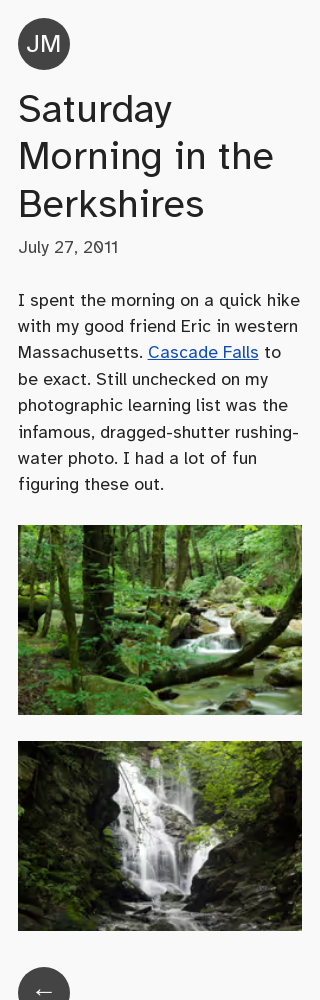 JM
Saturday
Morning in the
Berkshires
July 27, 2011
I spent the morning on a quick hike
with my good friend Eric in western
Massachusetts. Cascade Falls to
be exact. Still unchecked on my
photographic learning list was the
infamous, dragged-shutter rushing-
water photo. I had a lot of fun
figuring these out.
←